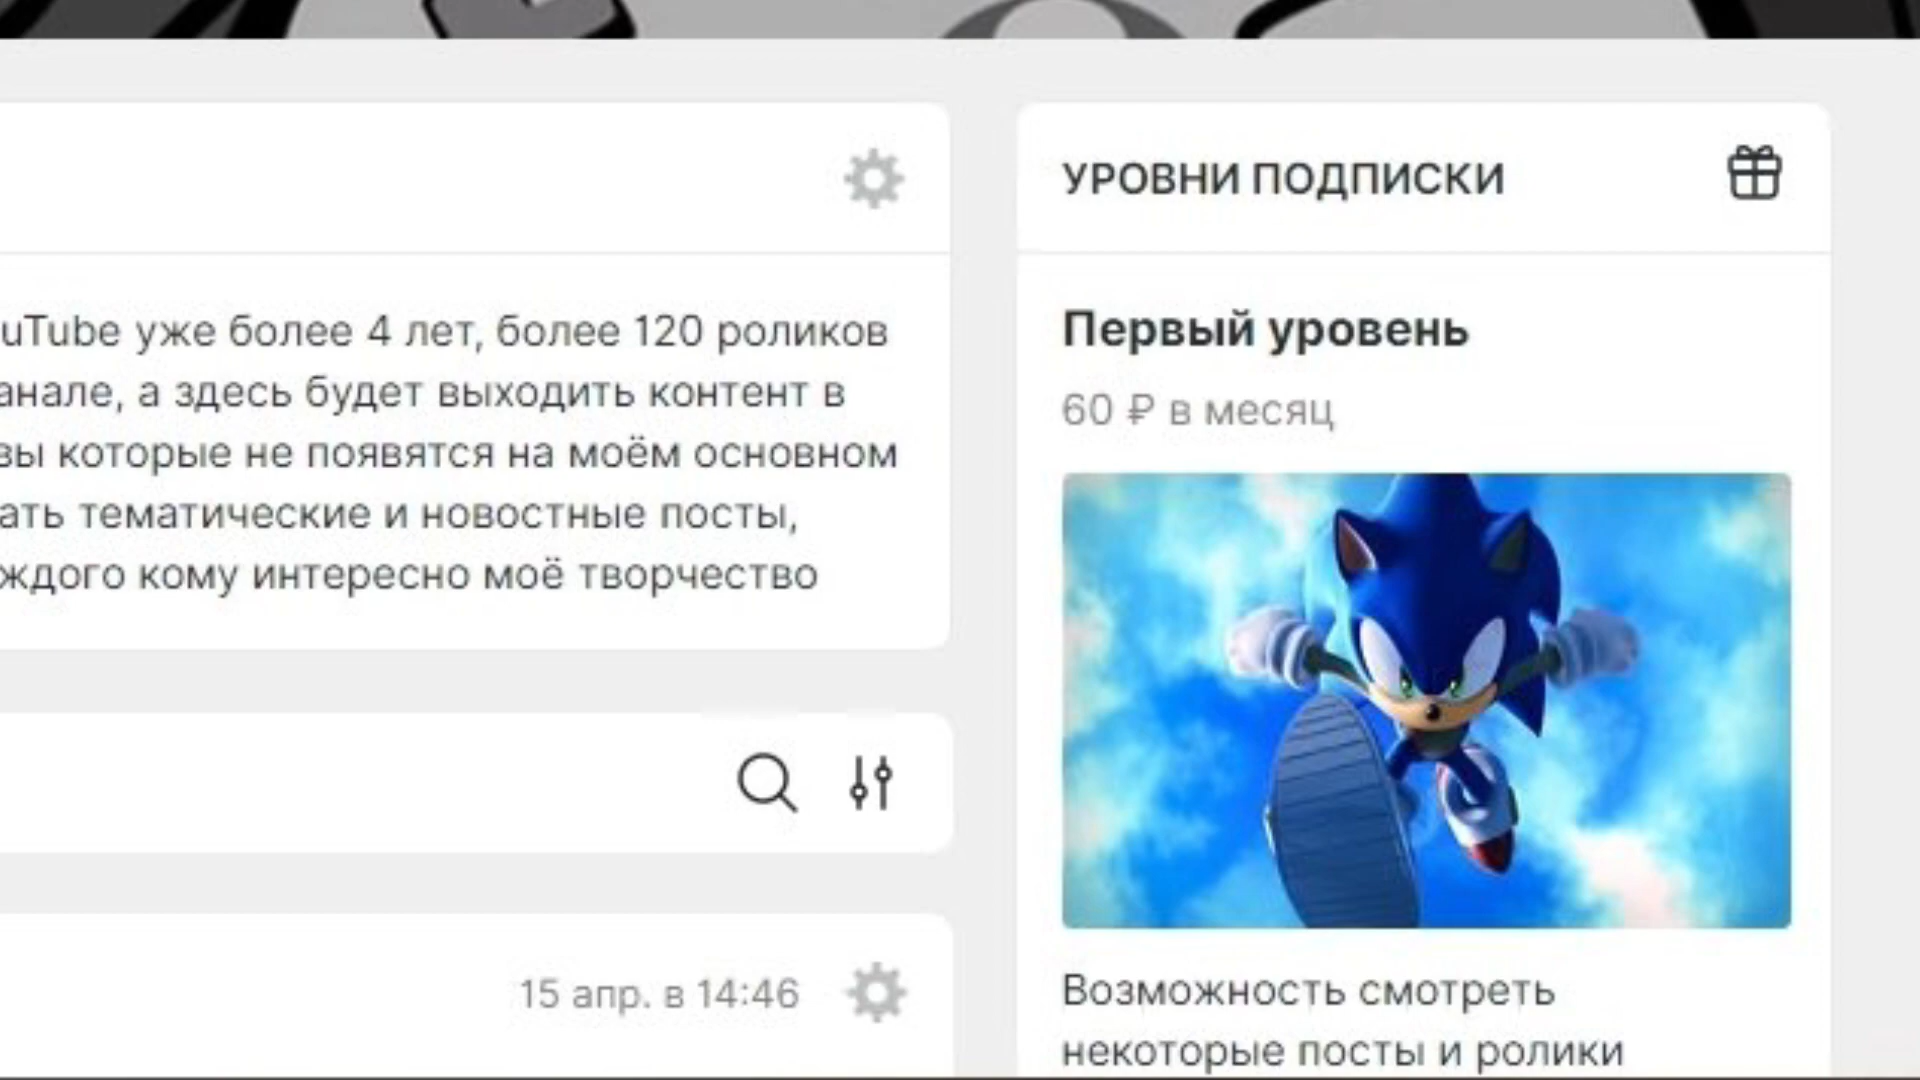 uTube уже более 4 лет, более 120 роликов
анале, а здесь будет выходить контент в
вы которые не появятся на моём основном
ать тематические и новостные посты,
ждого кому интересно моё творчество
15 апр. в 14:46
УРОВНИ ПОДПИСКИ
Первый уровень
60 ₽ в месяц
Возможность смотреть
некоторые посты и ролики